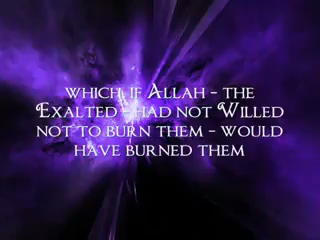 which, if Allah - the
Exalted - had not Willed
not to burn them - would
have burned them